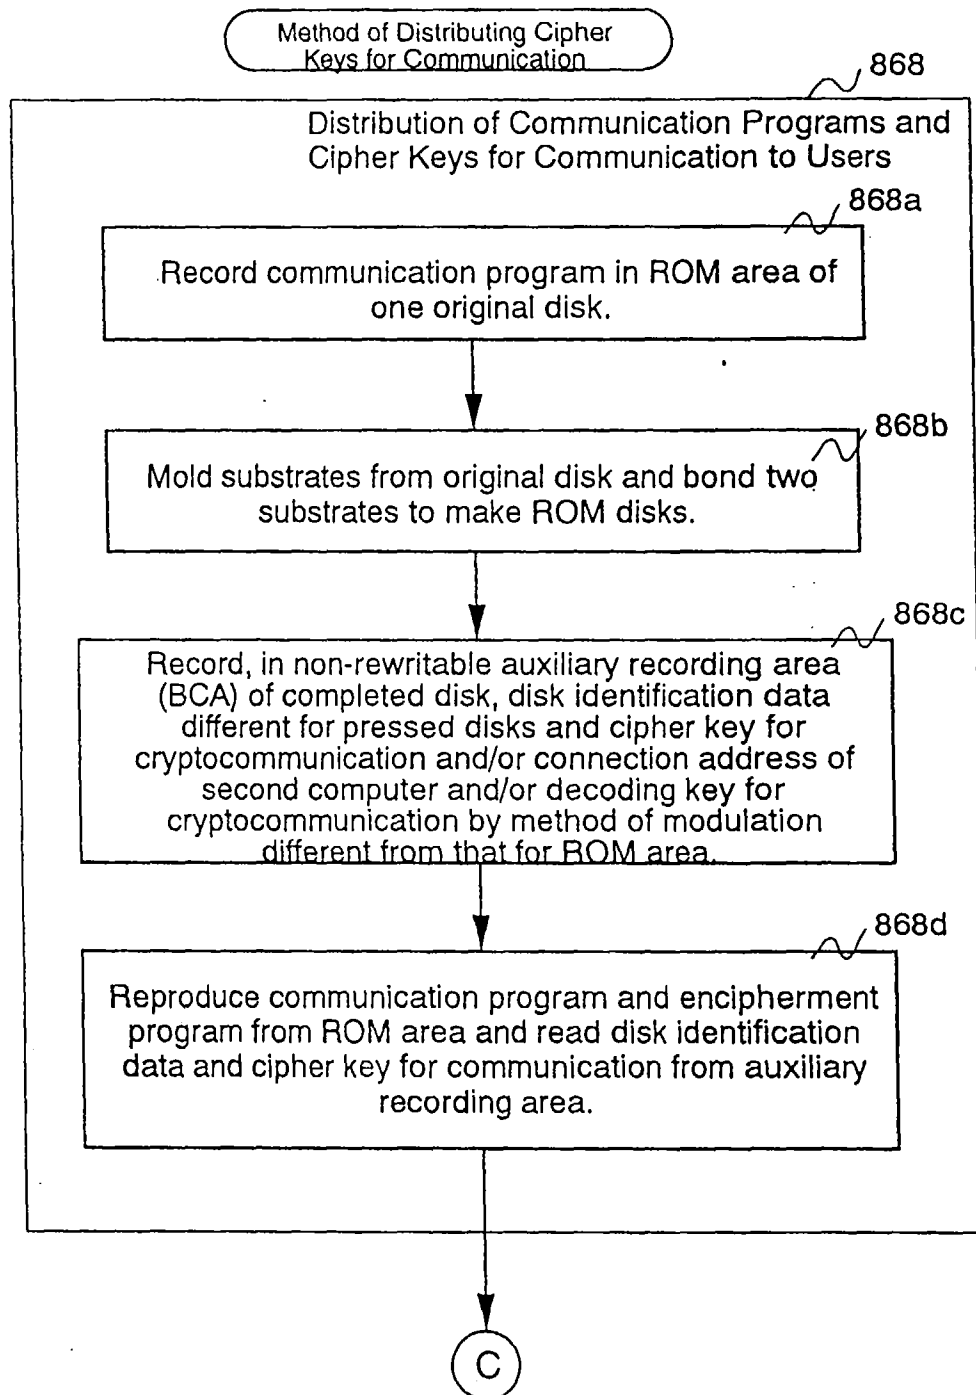 Method of Distributing Cipher
Keys for Communication
868
Distribution of Communication Programs and
Cipher Keys for Communication to Users
868a
Record communication program in ROM area of
one original disk.
868b
Mold substrates from original disk and bond two
substrates to make ROM disks.
868c
Record, in non-rewritable auxiliary recording area
(BCA) of completed disk, disk identification data
different for pressed disks and cipher key for
cryptocommunication and/or connection address of
second computer and/or decoding key for
cryptocommunication by method of modulation
different from that for ROM area.
868d
Reproduce communication program and encipherment
program from ROM area and read disk identification
data and cipher key for communication from auxiliary
recording area.
C